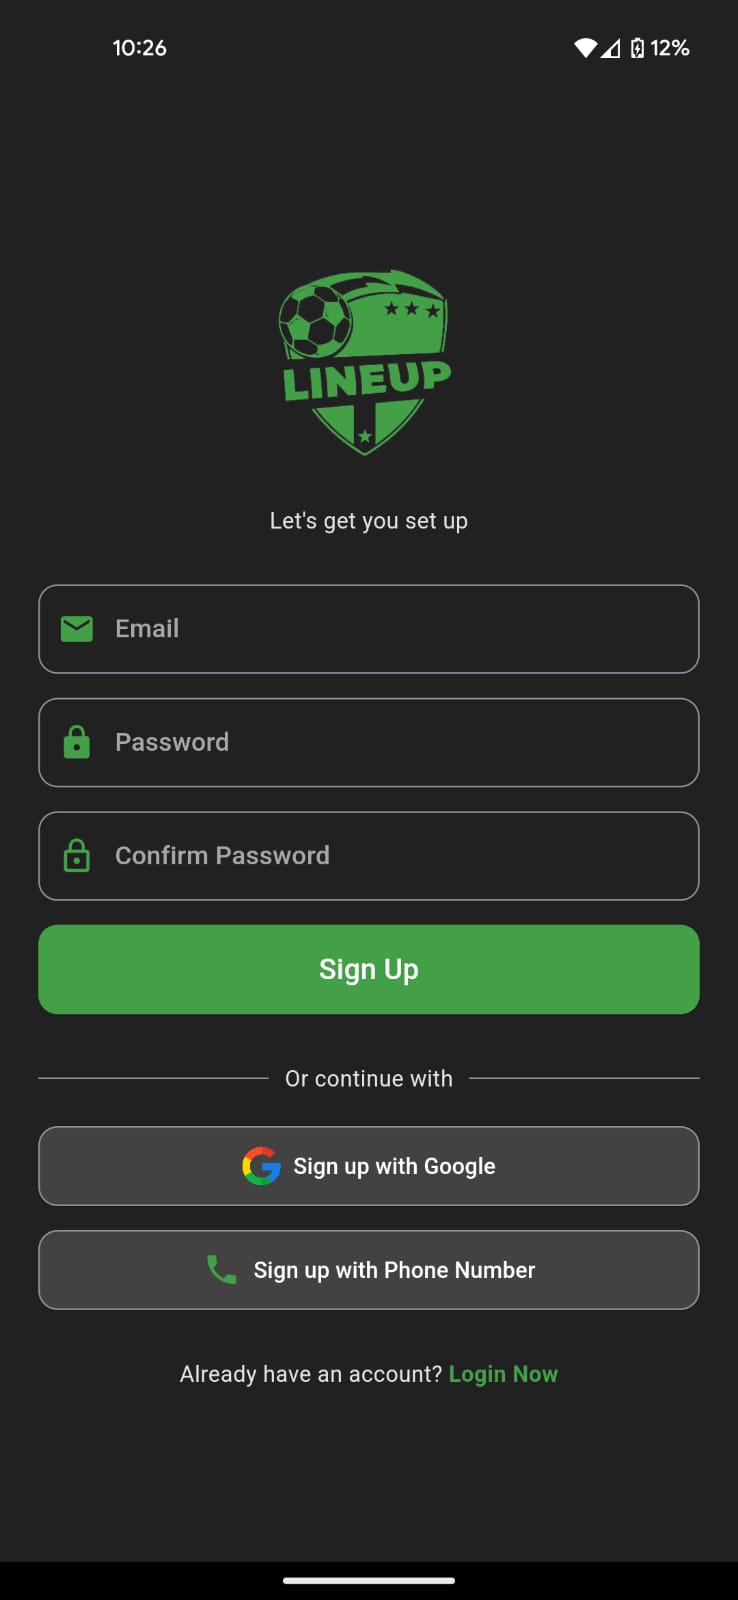 10:26
12%
LINEUP
Let's get you set up
Email
Password
Confirm Password
Sign Up
Or continue with
Sign up with Google
Sign up with Phone Number
Already have an account? Login Now